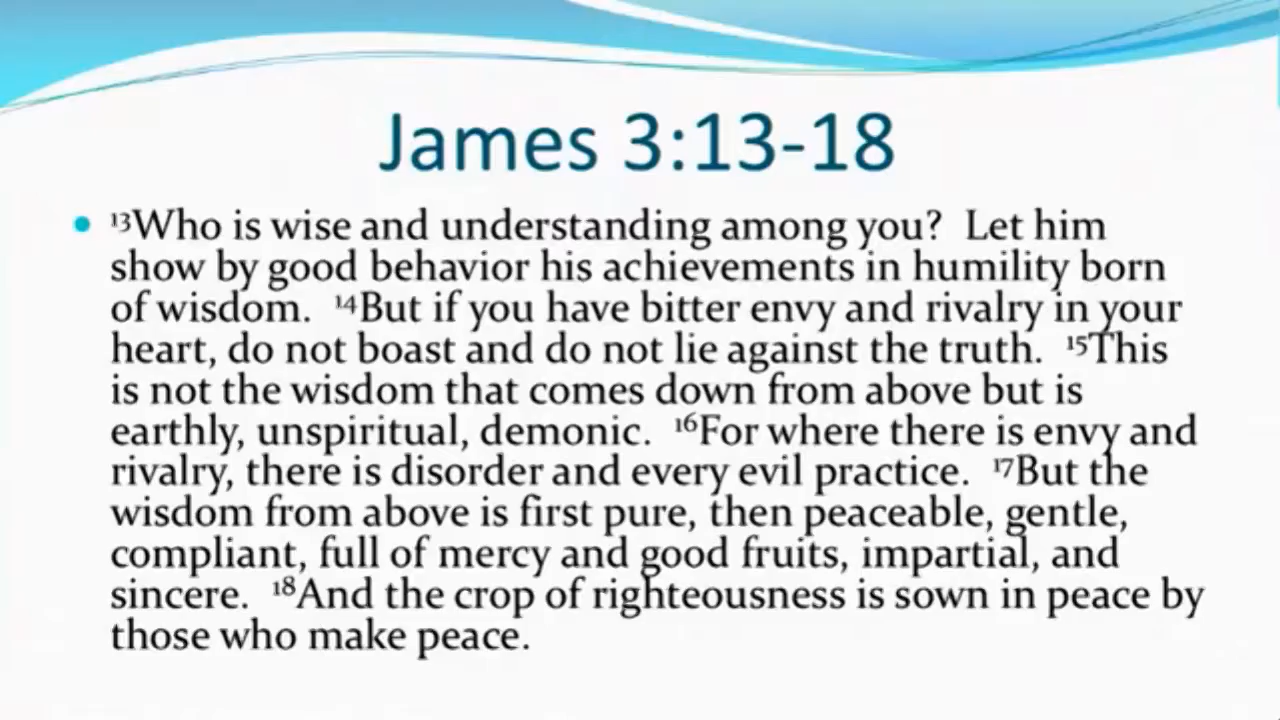 James 3:13-18
• ¹³Who is wise and understanding among you?  Let him
show by good behavior his achievements in humility born
of wisdom.  ¹⁴But if you have bitter envy and rivalry in your
heart, do not boast and do not lie against the truth.  ¹⁵This
is not the wisdom that comes down from above but is
earthly, unspiritual, demonic.  ¹⁶For where there is envy and
rivalry, there is disorder and every evil practice.  ¹⁷But the
wisdom from above is first pure, then peaceable, gentle,
compliant, full of mercy and good fruits, impartial, and
sincere.  ¹⁸And the crop of righteousness is sown in peace by
those who make peace.